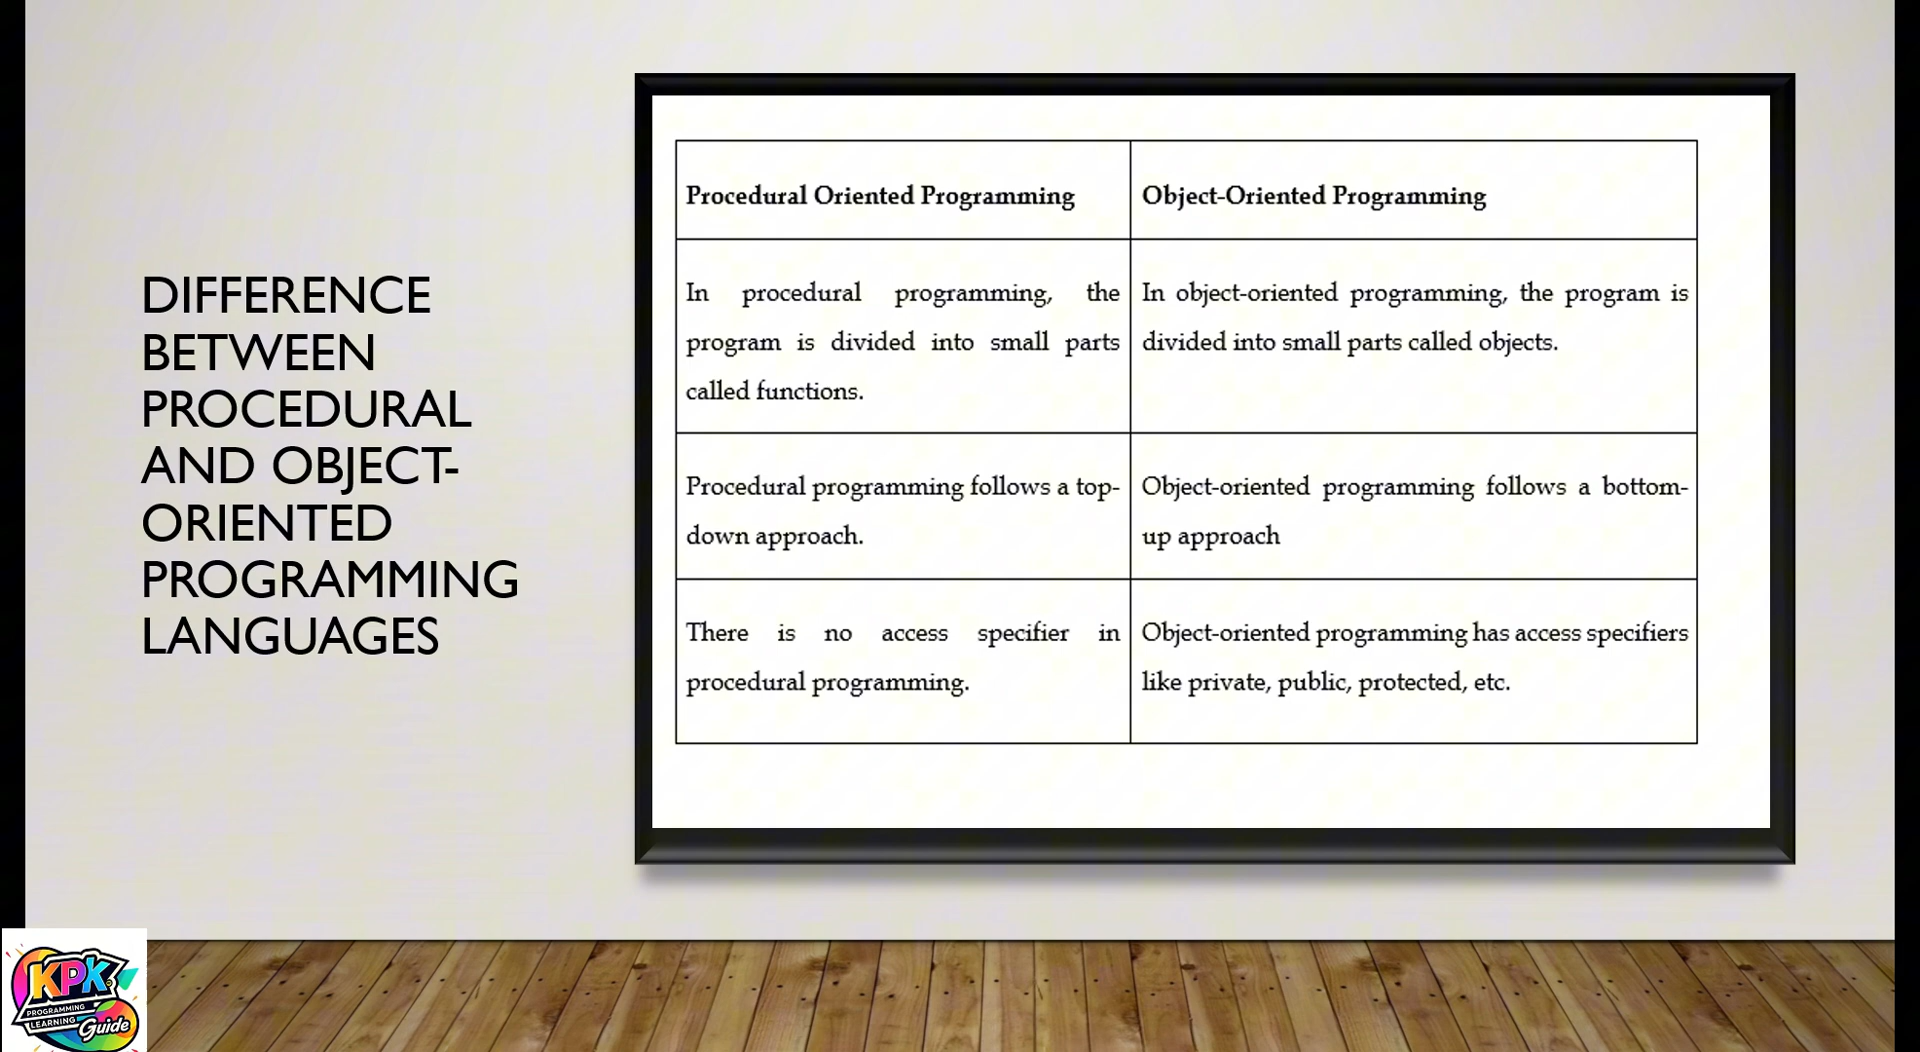 DIFFERENCE
BETWEEN
PROCEDURAL
AND OBJECT-
ORIENTED
PROGRAMMING
LANGUAGES
Procedural Oriented Programming
Object-Oriented Programming
In procedural programming, the
program is divided into small parts
called functions.
In object-oriented programming, the program is
divided into small parts called objects.
Procedural programming follows a top-
down approach.
Object-oriented programming follows a bottom-
up approach
There is no access specifier in
procedural programming.
Object-oriented programming has access specifiers
like private, public, protected, etc.
KPK
PROGRAMMING
LEARNING
Guide